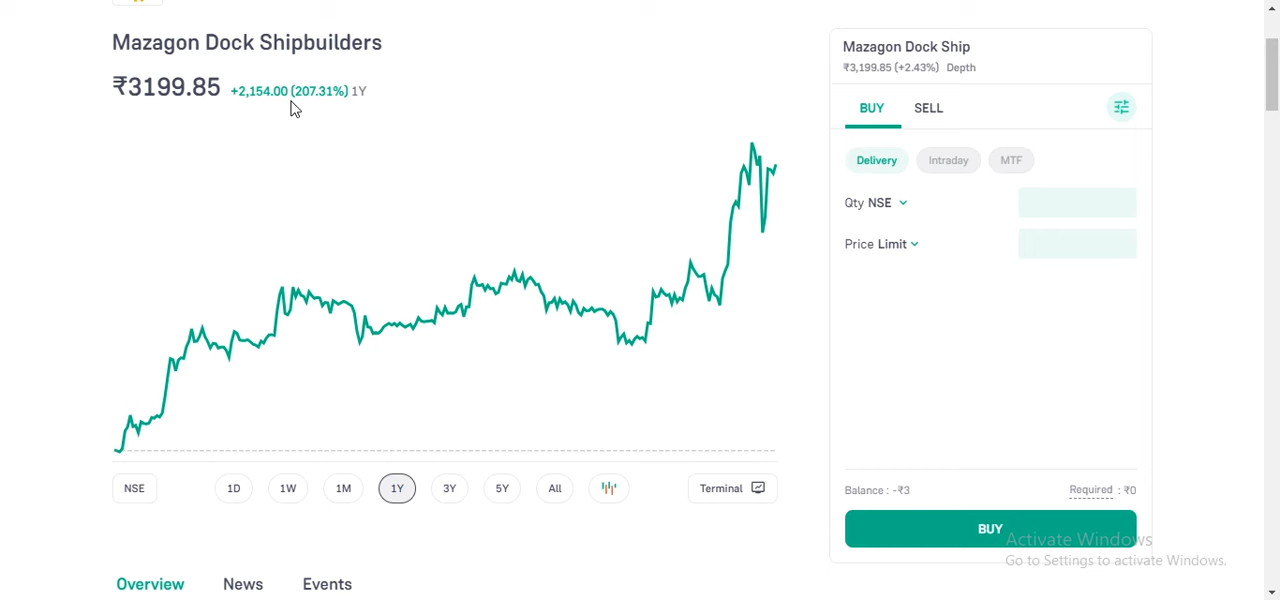 Mazagon Dock Shipbuilders
₹3199.85 +2,154.00 (207.31%) 1Y
NSE 1D 1W 1M 1Y 3Y 5Y All Terminal
Overview News Events
Mazagon Dock Ship
₹3,199.85 (+2.43%) Depth
BUY SELL
Delivery Intraday MTF
Qty NSE
Price Limit
Balance : -₹3 Required : ₹0
BUY
Activate Windows
Go to Settings to activate Windows.